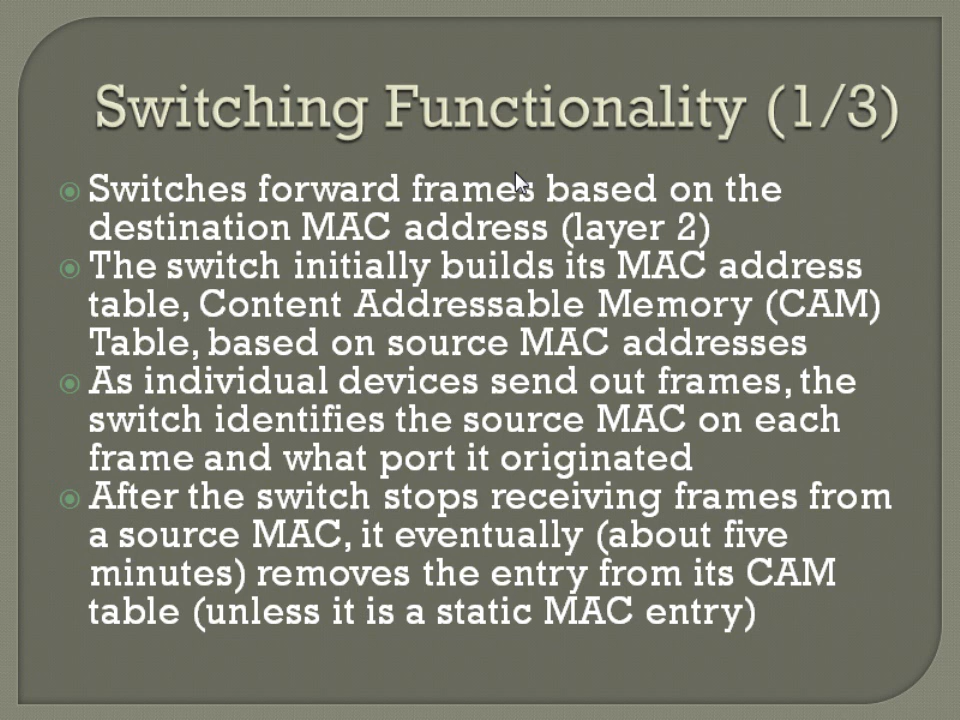 Switching Functionality (1/3)
Switches forward frames based on the
destination MAC address (layer 2)
The switch initially builds its MAC address
table, Content Addressable Memory (CAM)
Table, based on source MAC addresses
As individual devices send out frames, the
switch identifies the source MAC on each
frame and what port it originated
After the switch stops receiving frames from
a source MAC, it eventually (about five
minutes) removes the entry from its CAM
table (unless it is a static MAC entry)